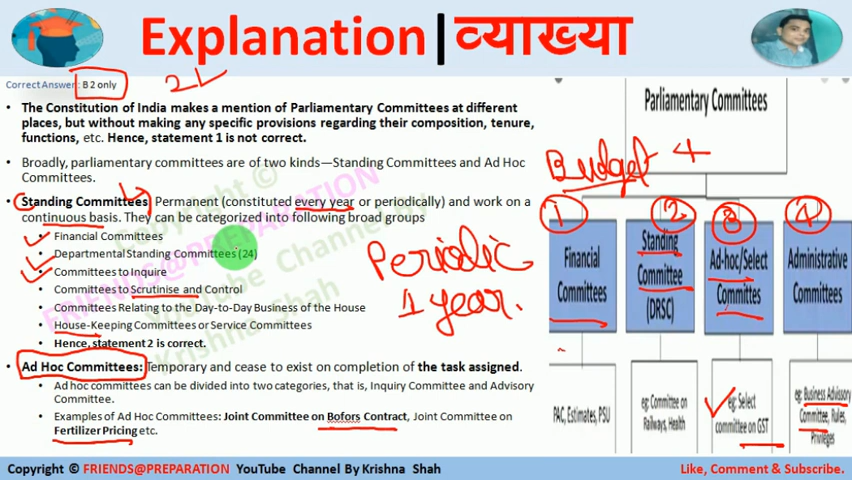 Explanation|व्याख्या
Correct Answer: B 2 only
2
The Constitution of India makes a mention of Parliamentary Committees at different
places, but without making any specific provisions regarding their composition, tenure,
functions, etc. Hence, statement 1 is not correct.
Broadly, parliamentary committees are of two kinds—Standing Committees and Ad Hoc
Committees.
Standing Committees: Permanent (constituted every year or periodically) and work on a
continuous basis. They can be categorized into following broad groups
Financial Committees
Departmental Standing Committees (24)
Committees to Inquire
Committees to Scrutinise and Control
Committees Relating to the Day-to-Day Business of the House
House-Keeping Committees or Service Committees
Hence, statement 2 is correct.
Ad Hoc Committees: Temporary and cease to exist on completion of the task assigned.
Ad hoc committees can be divided into two categories, that is, Inquiry Committee and Advisory
Committee.
Examples of Ad Hoc Committees: Joint Committee on Bofors Contract, Joint Committee on
Fertilizer Pricing etc.
Periodic
1 year.
Parliamentary Committees
Budget 4
1
2
3
4
Financial
Committees
Standing
Committee
(DRSC)
Ad-hoc/Select
Committes
Administrative
Committees
PAC, Estimates, PSU
eg: Committee on
Railways, Health
eg: Select
committee on GST
eg: Business Advisory
Committee, Rules,
Privileges
Copyright ©
FRIENDS@PREPARATION
YouTube Channel By
Krishna Shah
Copyright © FRIENDS@PREPARATION YouTube Channel By Krishna Shah
Like, Comment & Subscribe.